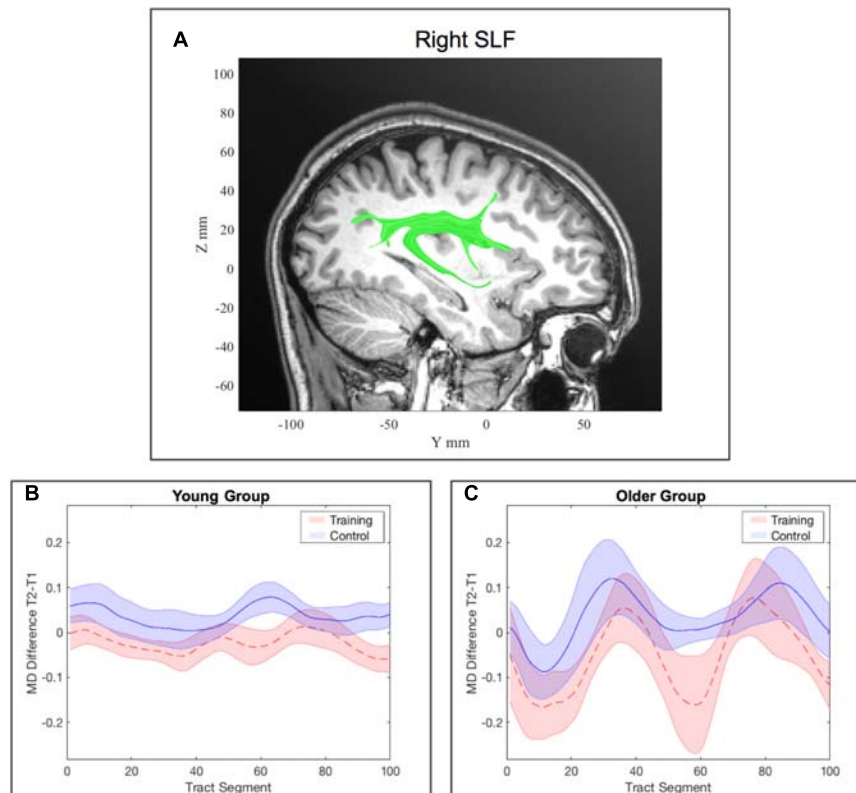 A
Right SLF
100
80
60
40
20
0
-20
-40
-60
Z mm
-100
-50
0
50
Y mm
B
Young Group
Training
Control
0.2
0.1
0
-0.1
-0.2
MD Difference T2-T1
0
20
40
60
80
100
Tract Segment
C
Older Group
Training
Control
0.2
0.1
0
-0.1
-0.2
MD Difference T2-T1
0
20
40
60
80
100
Tract Segment